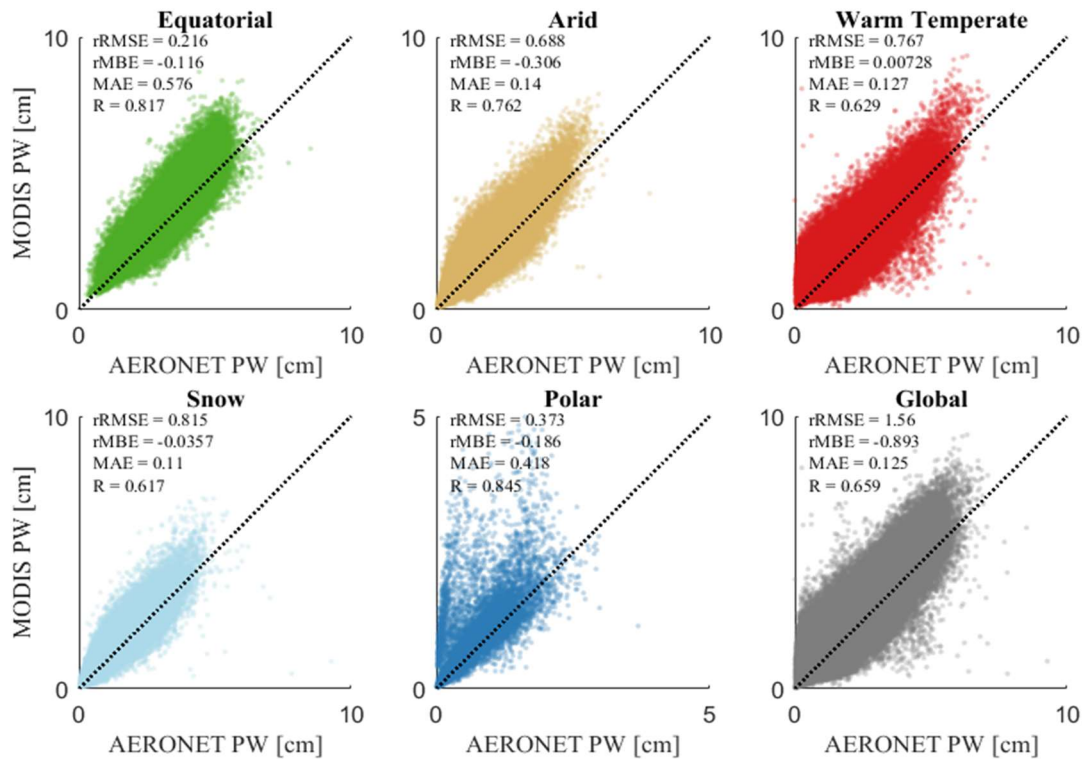 Equatorial
10
rRMSE = 0.216
rMBE = -0.116
MAE = 0.576
R = 0.817
MODIS PW [cm]
0
0
10
AERONET PW [cm]
Arid
10
rRMSE = 0.688
rMBE = -0.306
MAE = 0.14
R = 0.762
0
0
10
AERONET PW [cm]
Warm Temperate
10
rRMSE = 0.767
rMBE = 0.00728
MAE = 0.127
R = 0.629
0
0
10
AERONET PW [cm]
Snow
10
rRMSE = 0.815
rMBE = -0.0357
MAE = 0.11
R = 0.617
MODIS PW [cm]
0
0
10
AERONET PW [cm]
Polar
5
rRMSE = 0.373
rMBE = -0.186
MAE = 0.418
R = 0.845
0
0
5
AERONET PW [cm]
Global
10
rRMSE = 1.56
rMBE = -0.893
MAE = 0.125
R = 0.659
0
0
10
AERONET PW [cm]